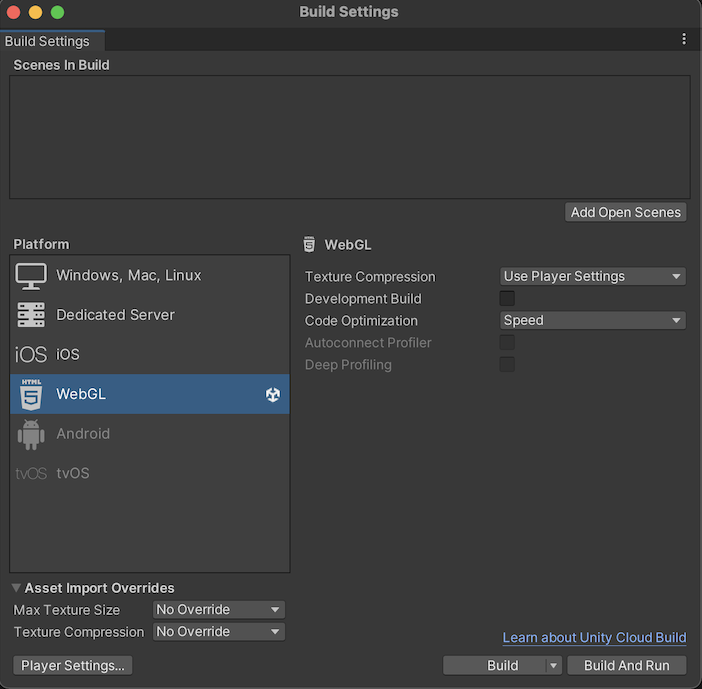 Build Settings
Build Settings
Scenes In Build
Add Open Scenes
Platform
Windows, Mac, Linux
Dedicated Server
iOS iOS
HTML
5 WebGL
Android
tvOS tvOS
HTML
5 WebGL
Texture Compression Use Player Settings
Development Build
Code Optimization Speed
Autoconnect Profiler
Deep Profiling
Asset Import Overrides
Max Texture Size No Override
Texture Compression No Override
Learn about Unity Cloud Build
Player Settings... Build Build And Run